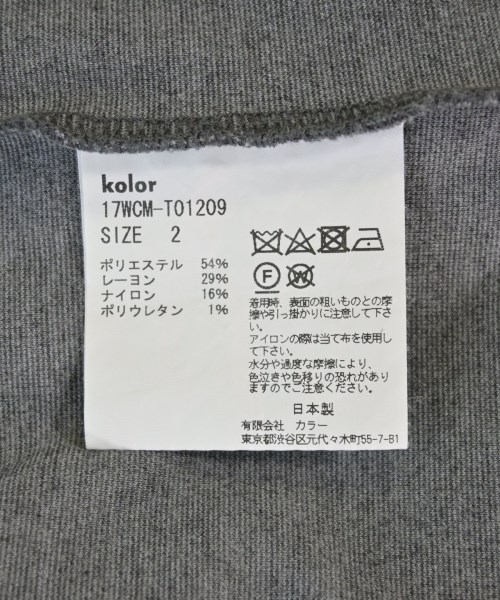 kolor
17WCM-T01209
SIZE 2
ポリエステル 54%
レーヨン 29%
ナイロン 16%
ポリウレタン 1%
F W
着用時、表面の粗いものとの摩
擦や引っ掛かりに注意して下
さい。
アイロンの際は当て布を使用し
て下さい。
水分や過度な摩擦により、
色泣きや色移りの恐れがあり
ますのでご注意ください。
日本製
有限会社 カラー
東京都渋谷区元代々木町55-7-B1